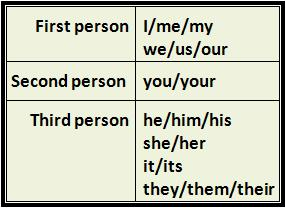 First person I/me/my
we/us/our
Second person you/your
Third person he/him/his
she/her
it/its
they/them/their